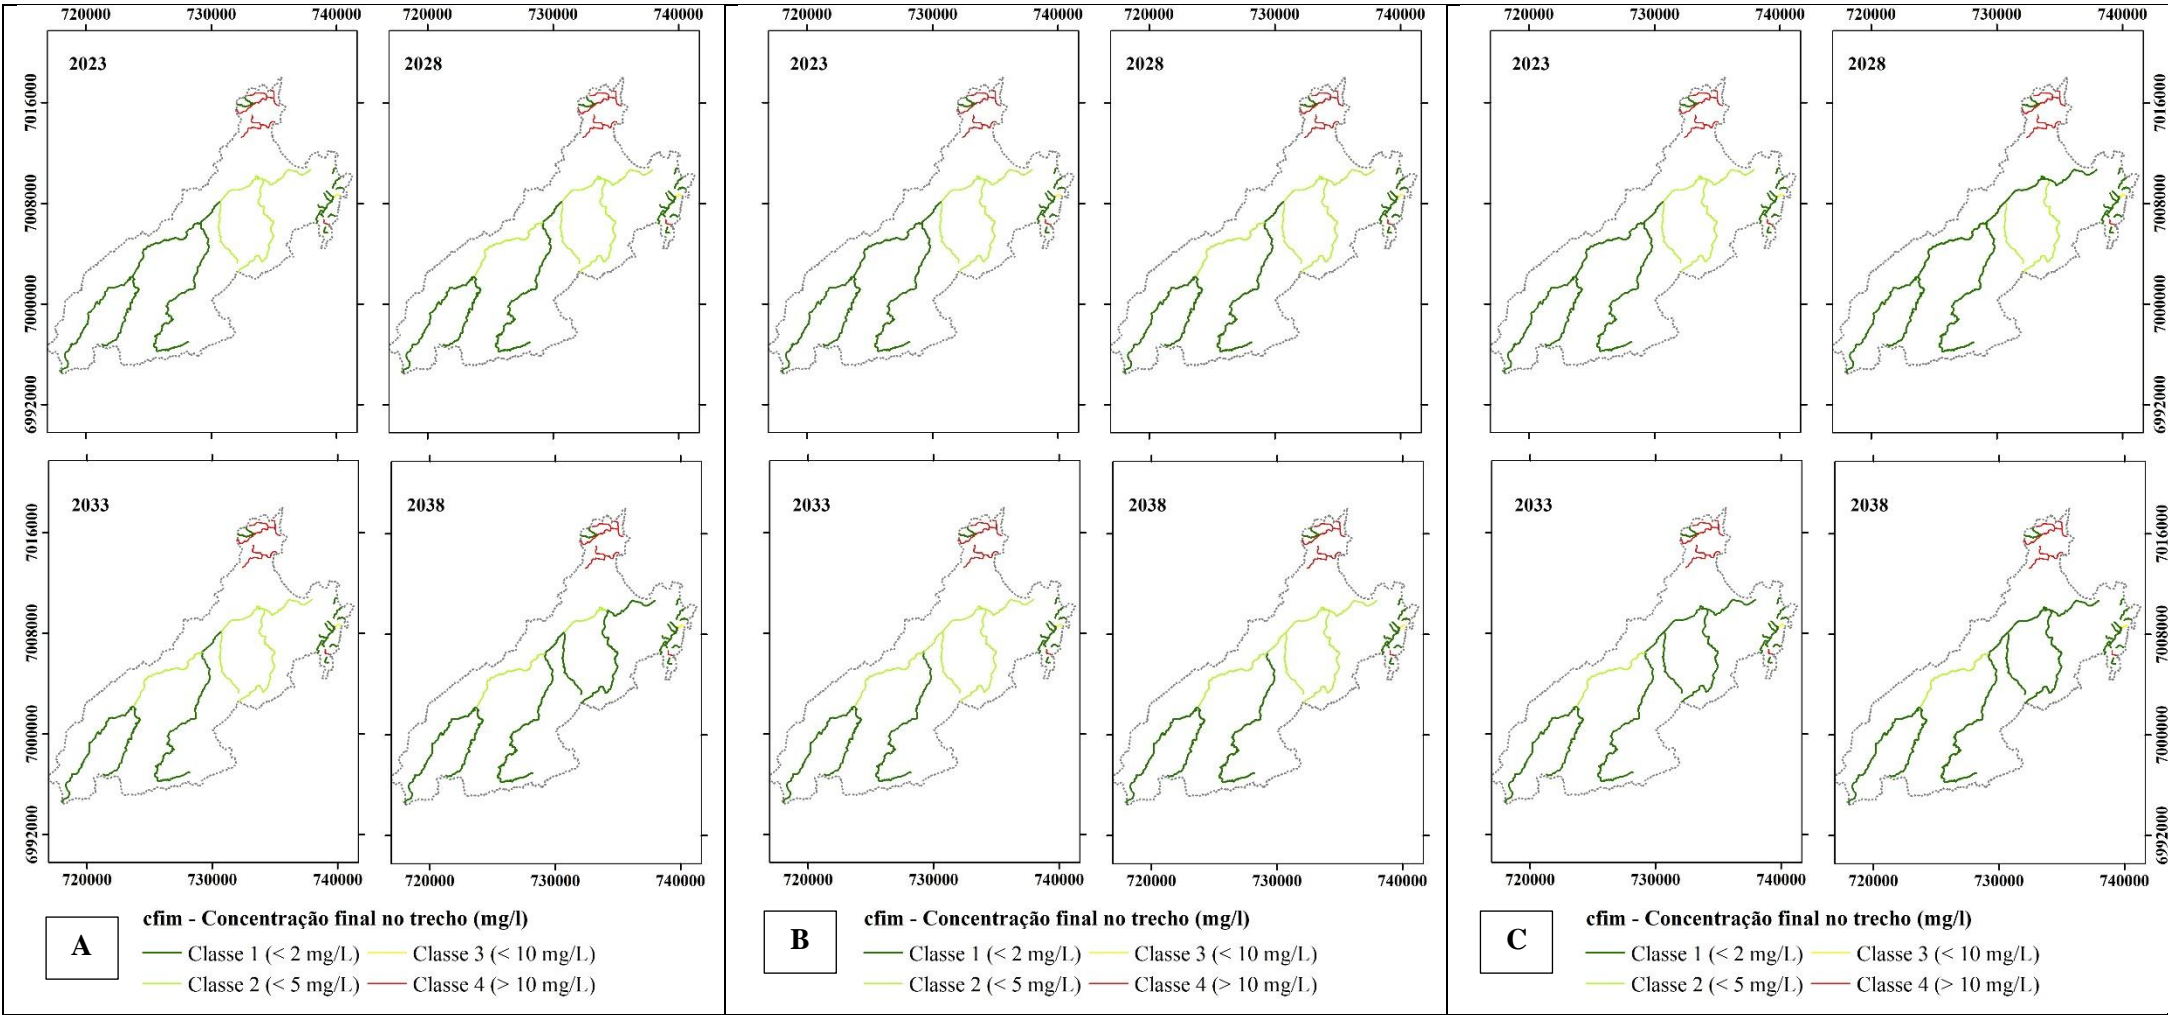 720000 730000 740000 720000 730000 740000
2023 2028
7016000
7008000
7000000
6992000
2033 2038
7016000
7008000
7000000
6992000
720000 730000 740000 720000 730000 740000
A
cfim - Concentração final no trecho (mg/l)
Classe 1 (< 2 mg/L) Classe 3 (< 10 mg/L)
Classe 2 (< 5 mg/L) Classe 4 (> 10 mg/L)
720000 730000 740000 720000 730000 740000
2023 2028
2033 2038
720000 730000 740000 720000 730000 740000
B
cfim - Concentração final no trecho (mg/l)
Classe 1 (< 2 mg/L) Classe 3 (< 10 mg/L)
Classe 2 (< 5 mg/L) Classe 4 (> 10 mg/L)
720000 730000 740000 720000 730000 740000
2023 2028
7016000
7008000
7000000
6992000
2033 2038
7016000
7008000
7000000
6992000
720000 730000 740000 720000 730000 740000
C
cfim - Concentração final no trecho (mg/l)
Classe 1 (< 2 mg/L) Classe 3 (< 10 mg/L)
Classe 2 (< 5 mg/L) Classe 4 (> 10 mg/L)